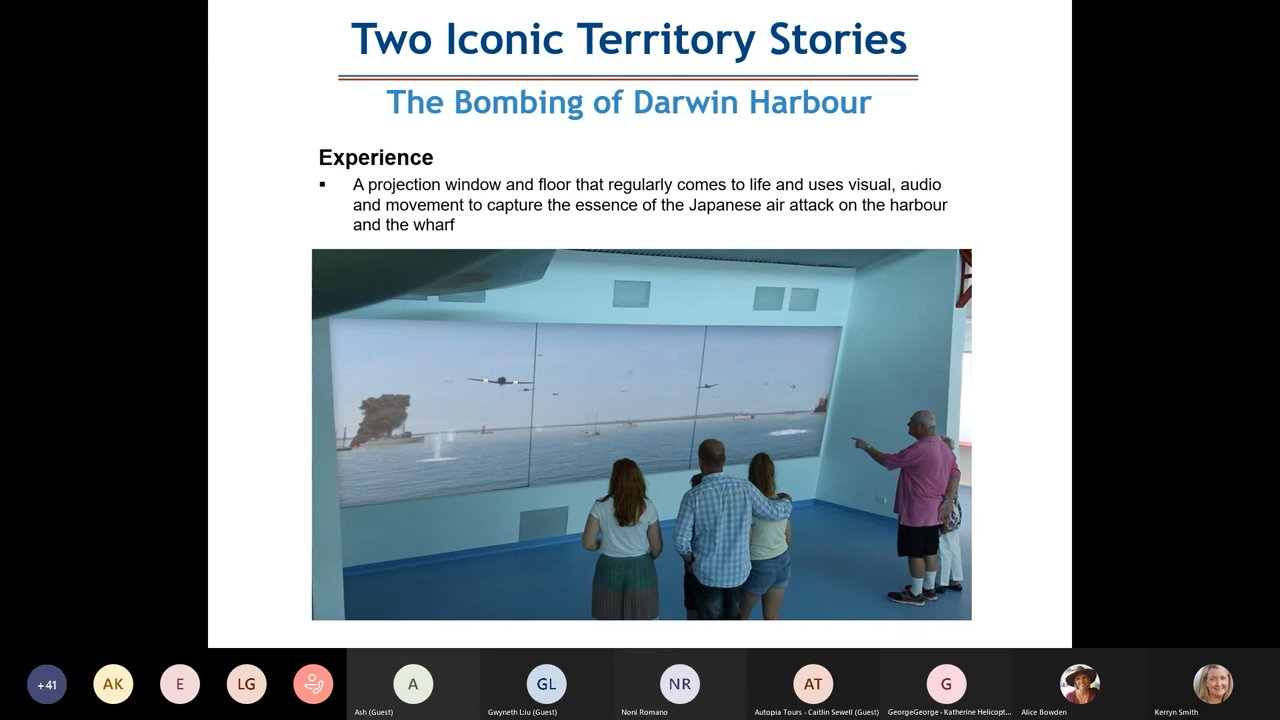 Two Iconic Territory Stories
The Bombing of Darwin Harbour
Experience
▪ A projection window and floor that regularly comes to life and uses visual, audio
and movement to capture the essence of the Japanese air attack on the harbour
and the wharf
+41
AK
E
LG
A
GL
NR
AT
G
Ash (Guest)
Gwyneth Liu (Guest)
Noni Romano
Autopia Tours - Caitlin Sewell (Guest)
GeorgeGeorge - Katherine Helicopt...
Alice Bowden
Kerryn Smith